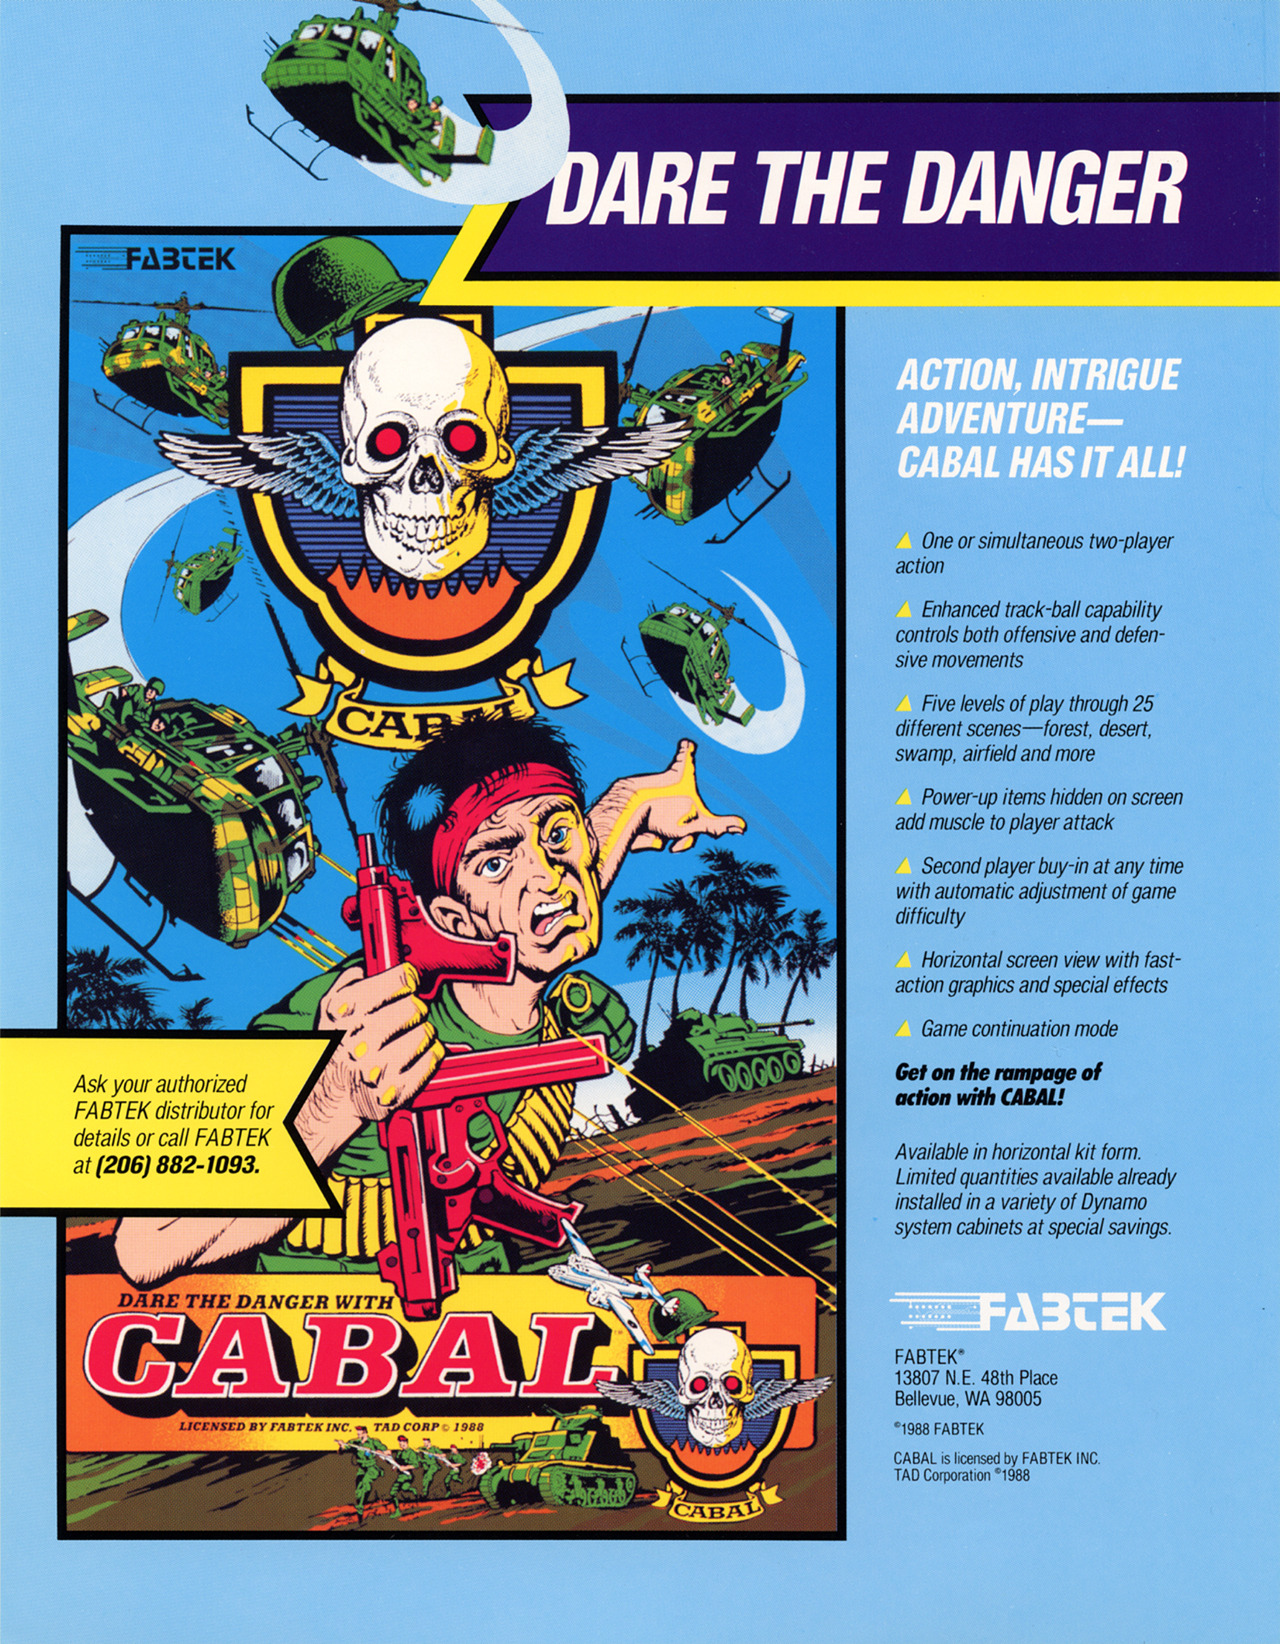 DARE THE DANGER
FABTEK
CABAL
ACTION, INTRIGUE
ADVENTURE—
CABAL HAS IT ALL!
One or simultaneous two-player
action
Enhanced track-ball capability
controls both offensive and defen-
sive movements
Five levels of play through 25
different scenes—forest, desert,
swamp, airfield and more
Power-up items hidden on screen
add muscle to player attack
Second player buy-in at any time
with automatic adjustment of game
difficulty
Horizontal screen view with fast-
action graphics and special effects
Game continuation mode
Get on the rampage of
action with CABAL!
Available in horizontal kit form.
Limited quantities available already
installed in a variety of Dynamo
system cabinets at special savings.
Ask your authorized
FABTEK distributor for
details or call FABTEK
at (206) 882-1093.
DARE THE DANGER WITH
CABAL™
LICENSED BY FABTEK INC. TAD CORP © 1988
CABAL
FABTEK
FABTEK®
13807 N.E. 48th Place
Bellevue, WA 98005
©1988 FABTEK
CABAL is licensed by FABTEK INC.
TAD Corporation ©1988